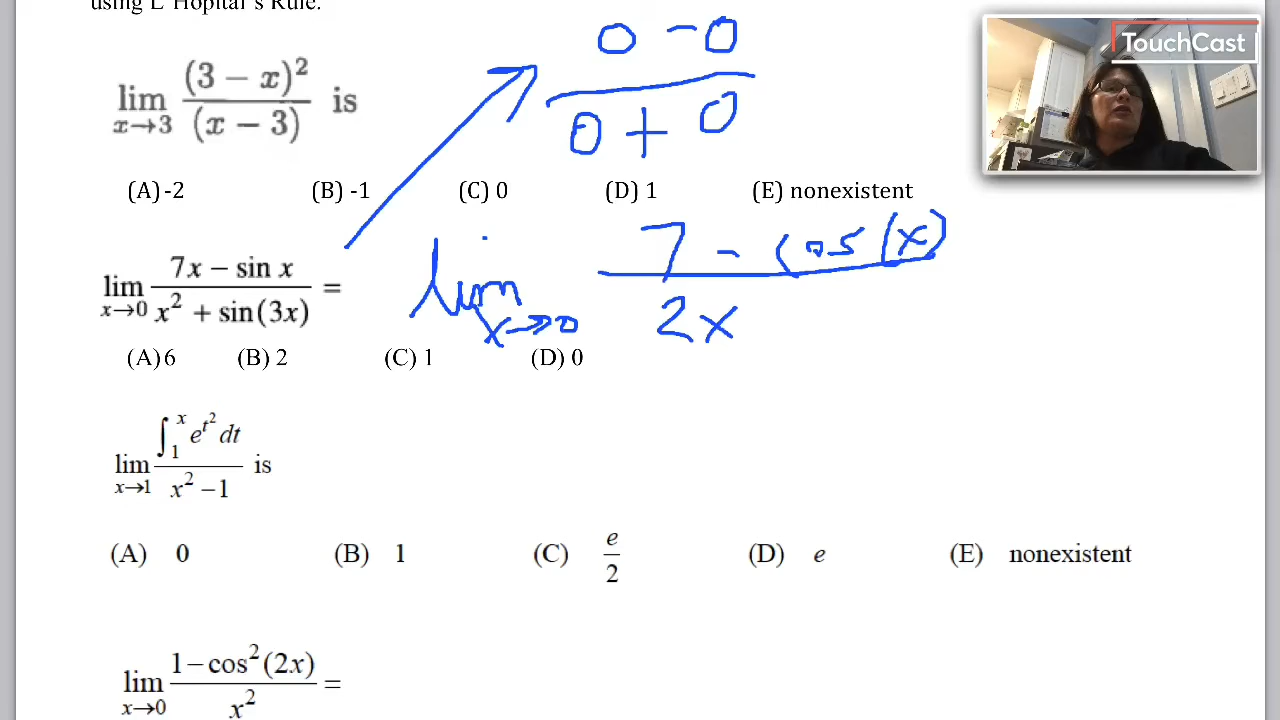 using L'Hopital's Rule.
lim x→3 (3 − x)² / (x − 3) is
(A) -2 (B) -1 (C) 0 (D) 1 (E) nonexistent
0 − 0 / 0 + 0
TouchCast
lim x→0 7x − sin x / x² + sin(3x) =
lim x→0 7 − cos(x) / 2x
(A) 6 (B) 2 (C) 1 (D) 0
lim x→1 ∫₁ˣ e^{t²} dt / x² − 1 is
(A) 0 (B) 1 (C) e/2 (D) e (E) nonexistent
lim x→0 1 − cos²(2x) / x² =